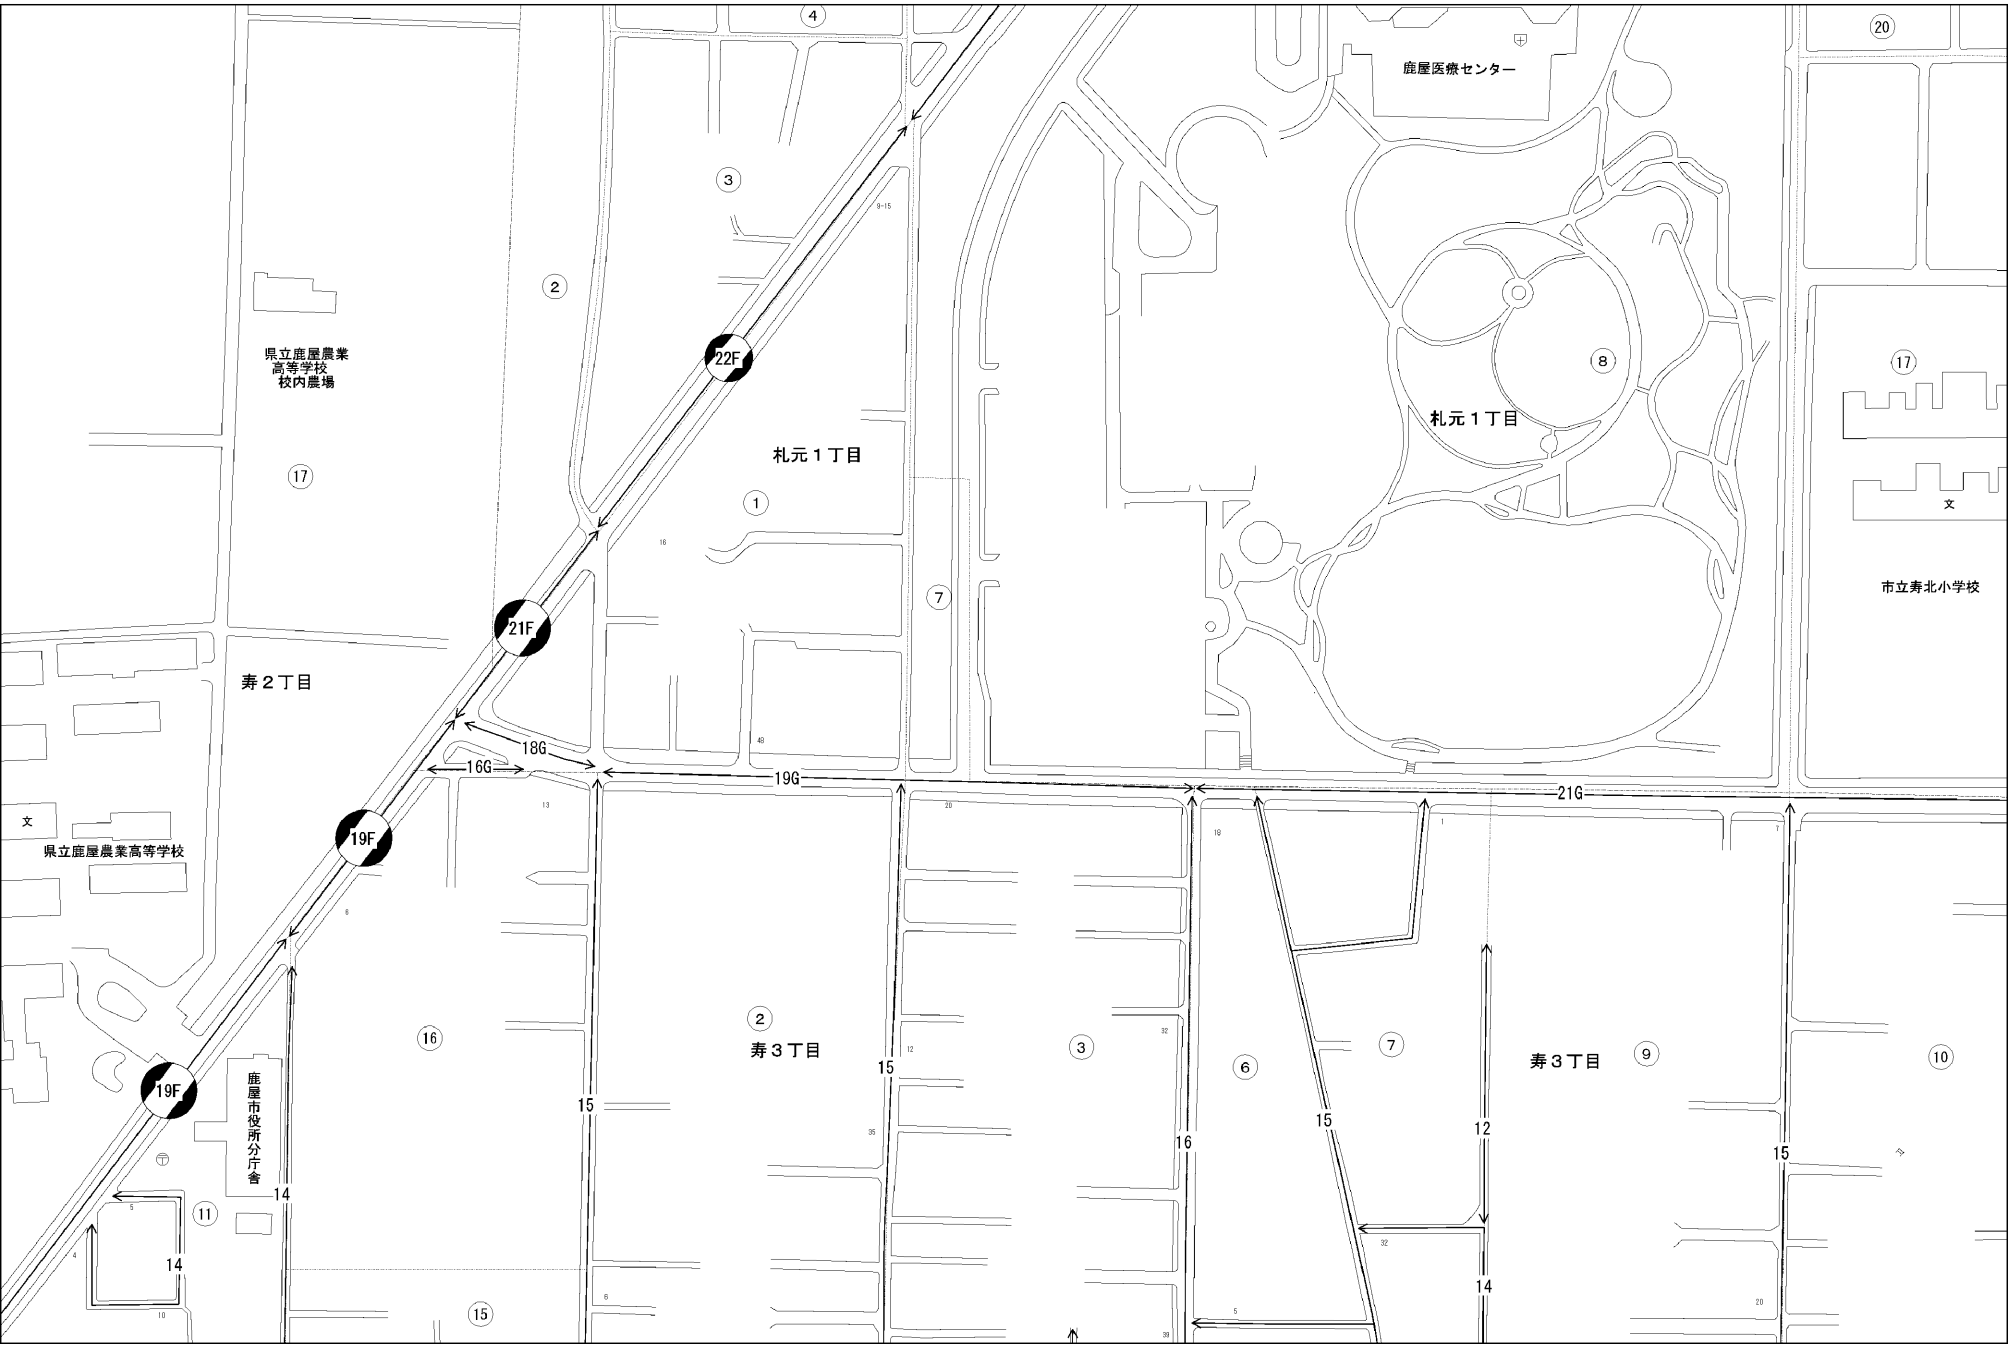 ④
⑳
鹿屋医療センター
③
9-15
②
県立鹿屋農業
高等学校
校内農場
22F
⑧
⑰
札元１丁目
札元１丁目
⑰
①
文
16
市立寿北小学校
⑦
21F
寿２丁目
48
18G
16G
19G
21G
13
20
18
1
7
文
19F
県立鹿屋農業高等学校
6
⑯
②
寿３丁目
32
12
③
⑦
寿３丁目
⑨
⑩
⑥
15
鹿屋市役所分庁舎
19F
15
15
12
35
16
15
〒
14
5
⑪
4
14
32
14
6
10
⑮
5
20
39